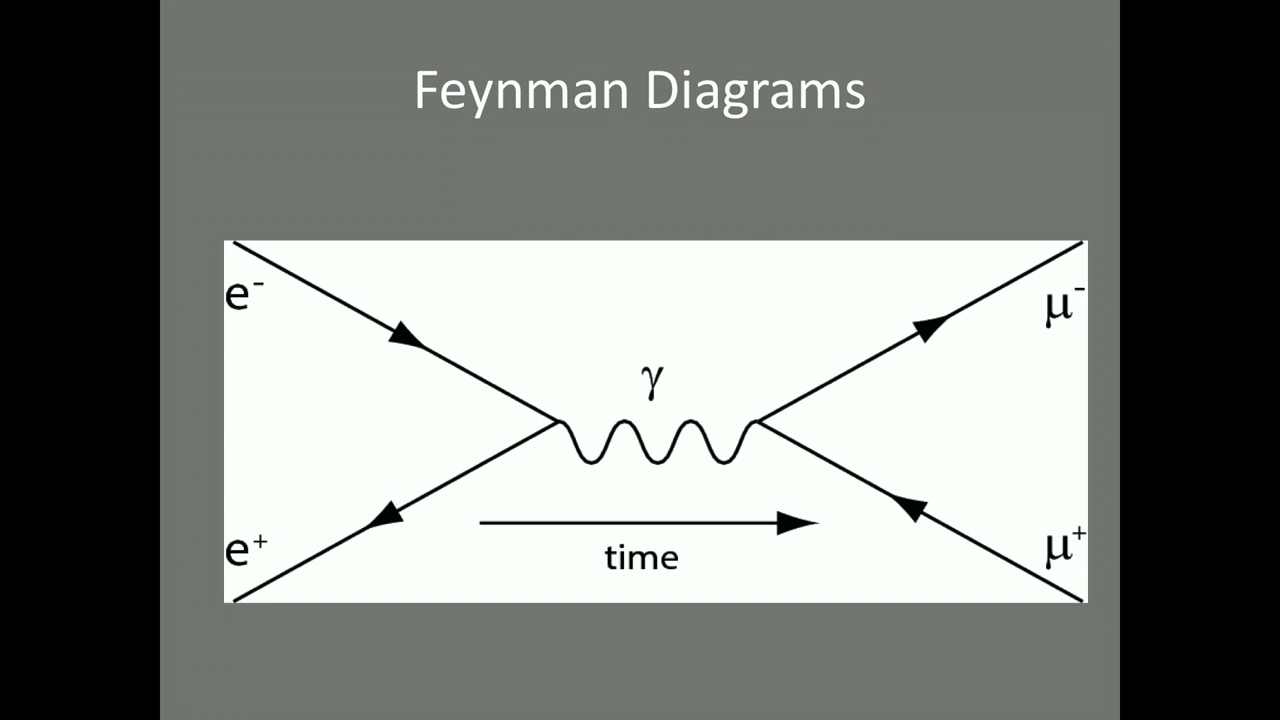 Feynman Diagrams
e⁻
μ⁻
γ
e⁺
μ⁺
time